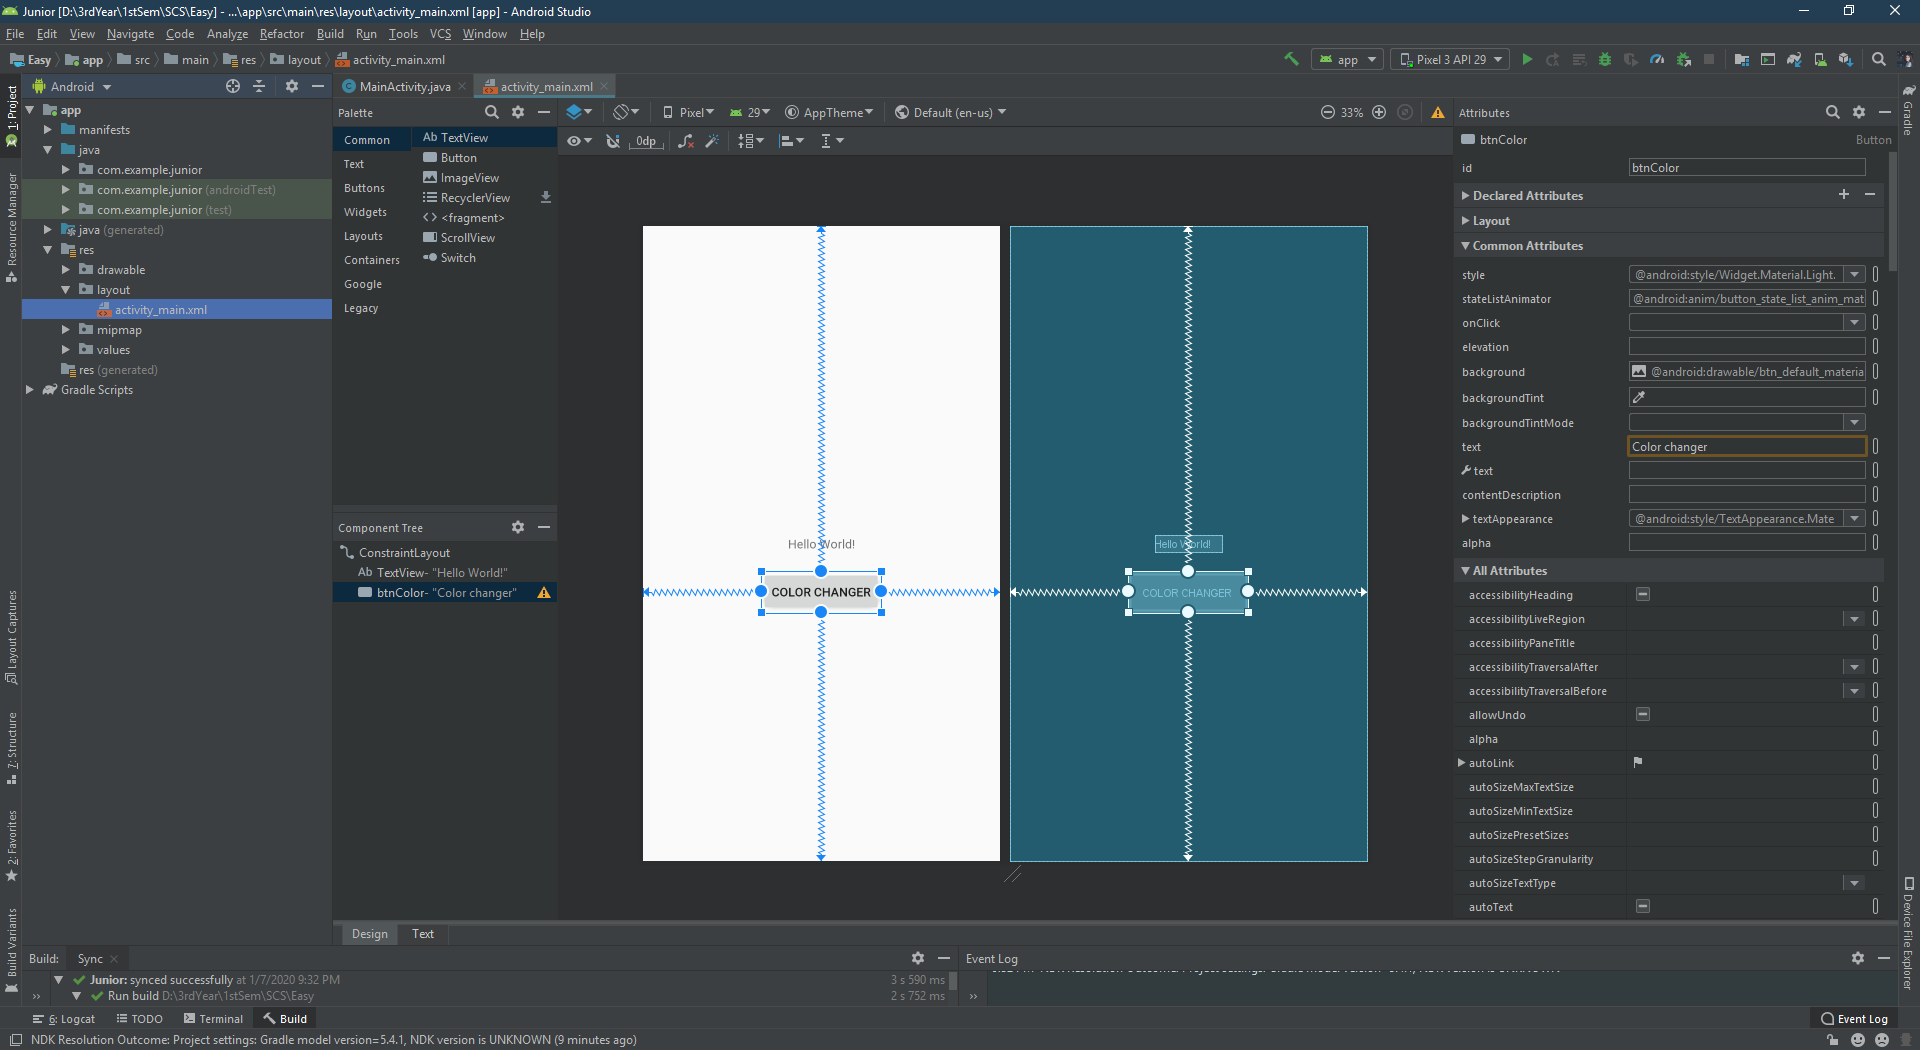 Junior [D:\3rdYear\1stSem\SCS\Easy] - ...\app\src\main\res\layout\activity_main.xml [app] - Android Studio
File Edit View Navigate Code Analyze Refactor Build Run Tools VCS Window Help
Easy app src main res layout activity_main.xml
app Pixel 3 API 29
1: Project
Resource Manager
Layout Captures
7: Structure
2: Favorites
Build Variants
Android
app
manifests
java
com.example.junior
com.example.junior (androidTest)
com.example.junior (test)
java (generated)
res
drawable
layout
activity_main.xml
mipmap
values
res (generated)
Gradle Scripts
MainActivity.java
activity_main.xml
Palette
Common
Text
Buttons
Widgets
Layouts
Containers
Google
Legacy
Ab TextView
Button
ImageView
RecyclerView
<fragment>
ScrollView
Switch
Component Tree
ConstraintLayout
Ab TextView- "Hello World!"
btnColor- "Color changer"
Pixel 29 AppTheme Default (en-us) 33%
0dp
Hello World!
COLOR CHANGER
Hello World!
COLOR CHANGER
Design Text
Attributes
btnColor Button
id btnColor
Declared Attributes
Layout
Common Attributes
style @android:style/Widget.Material.Light.
stateListAnimator @android:anim/button_state_list_anim_mat
onClick
elevation
background @android:drawable/btn_default_materia
backgroundTint
backgroundTintMode
text Color changer
text
contentDescription
textAppearance @android:style/TextAppearance.Mate
alpha
All Attributes
accessibilityHeading
accessibilityLiveRegion
accessibilityPaneTitle
accessibilityTraversalAfter
accessibilityTraversalBefore
allowUndo
alpha
autoLink
autoSizeMaxTextSize
autoSizeMinTextSize
autoSizePresetSizes
autoSizeStepGranularity
autoSizeTextType
autoText
Gradle
Device File Explorer
Build: Sync
Junior: synced successfully at 1/7/2020 9:32 PM 3 s 590 ms
Run build D:\3rdYear\1stSem\SCS\Easy 2 s 752 ms
Event Log
6: Logcat TODO Terminal Build
Event Log
NDK Resolution Outcome: Project settings: Gradle model version=5.4.1, NDK version is UNKNOWN (9 minutes ago)